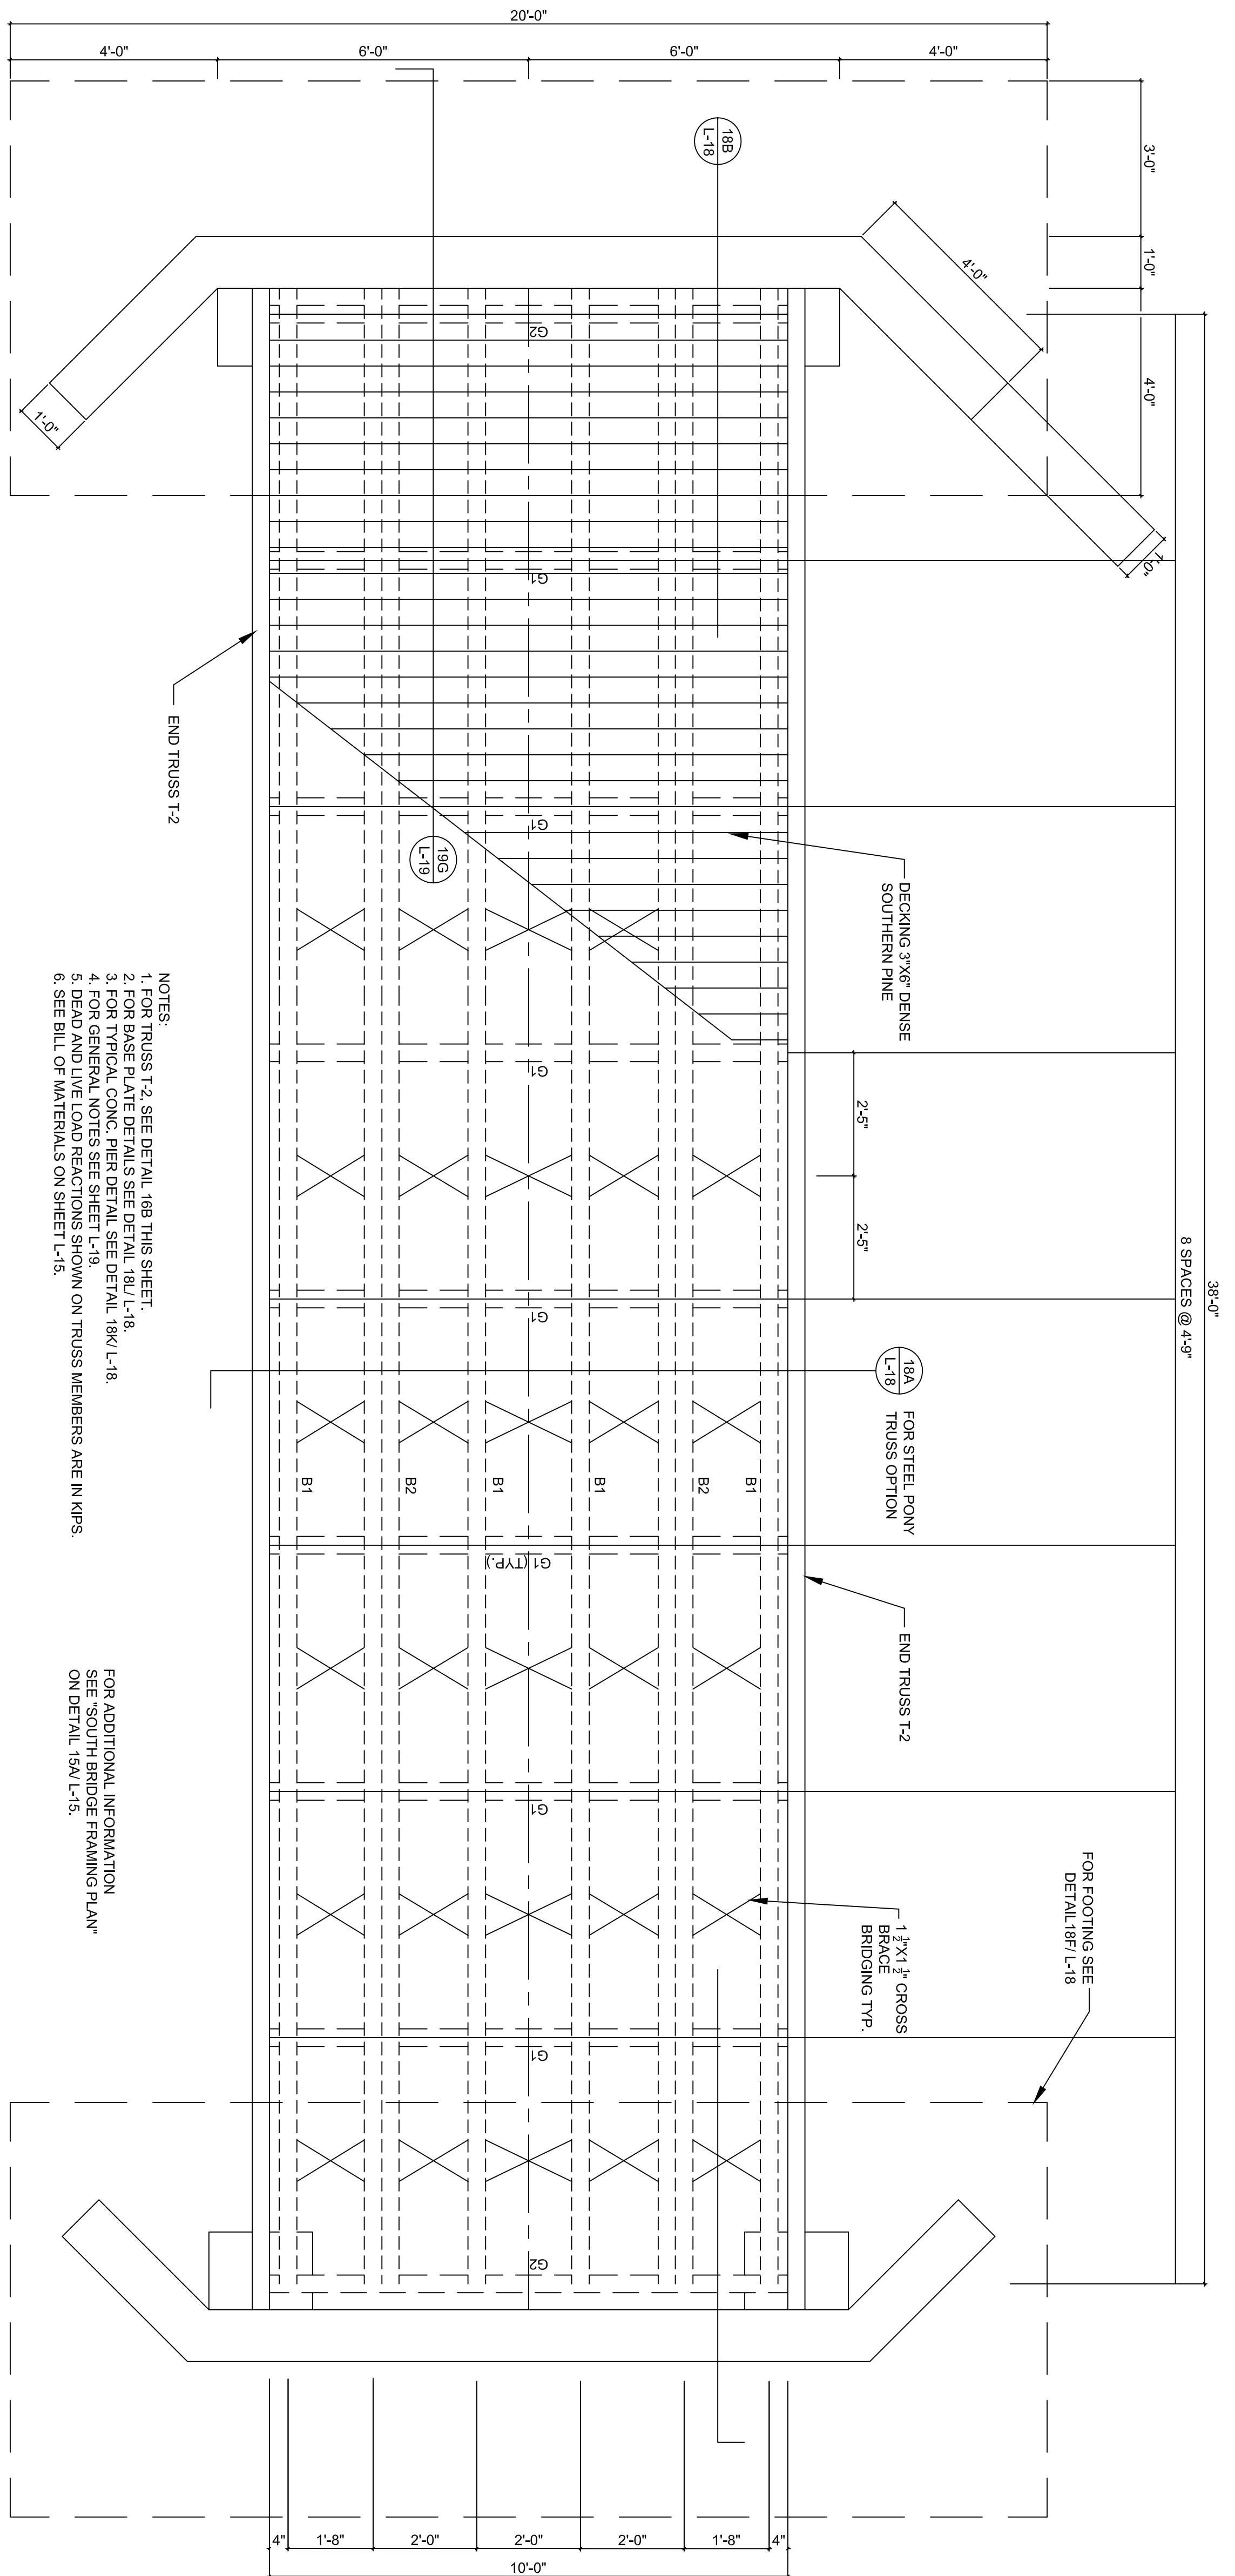 20'-0"
4'-0"
6'-0"
6'-0"
4'-0"
3'-0"
1'-0"
4'-0"
4'-0"
1'-0"
1'-0"
18B
L-18
G2
G1
END TRUSS T-2
G1
19G
L-19
DECKING 3"X6" DENSE
SOUTHERN PINE
G1
2'-5"
2'-5"
38'-0"
8 SPACES @ 4'-9"
G1
18A
L-18
FOR STEEL PONY
TRUSS OPTION
B1
B2
B1
B1
B2
B1
G1 (TYP.)
END TRUSS T-2
G1
1 1/2"X1 1/2" CROSS
BRACE
BRIDGING TYP.
FOR FOOTING SEE
DETAIL18F/ L-18
G1
G2
NOTES:
1. FOR TRUSS T-2, SEE DETAIL 16B THIS SHEET.
2. FOR BASE PLATE DETAILS SEE DETAIL 18L/ L-18.
3. FOR TYPICAL CONC. PIER DETAIL SEE DETAIL 18K/ L-18.
4. FOR GENERAL NOTES SEE SHEET L-19.
5. DEAD AND LIVE LOAD REACTIONS SHOWN ON TRUSS MEMBERS ARE IN KIPS.
6. SEE BILL OF MATERIALS ON SHEET L-15.
FOR ADDITIONAL INFORMATION
SEE "SOUTH BRIDGE FRAMING PLAN"
ON DETAIL 15A/ L-15.
4"
1'-8"
2'-0"
2'-0"
2'-0"
1'-8"
4"
10'-0"